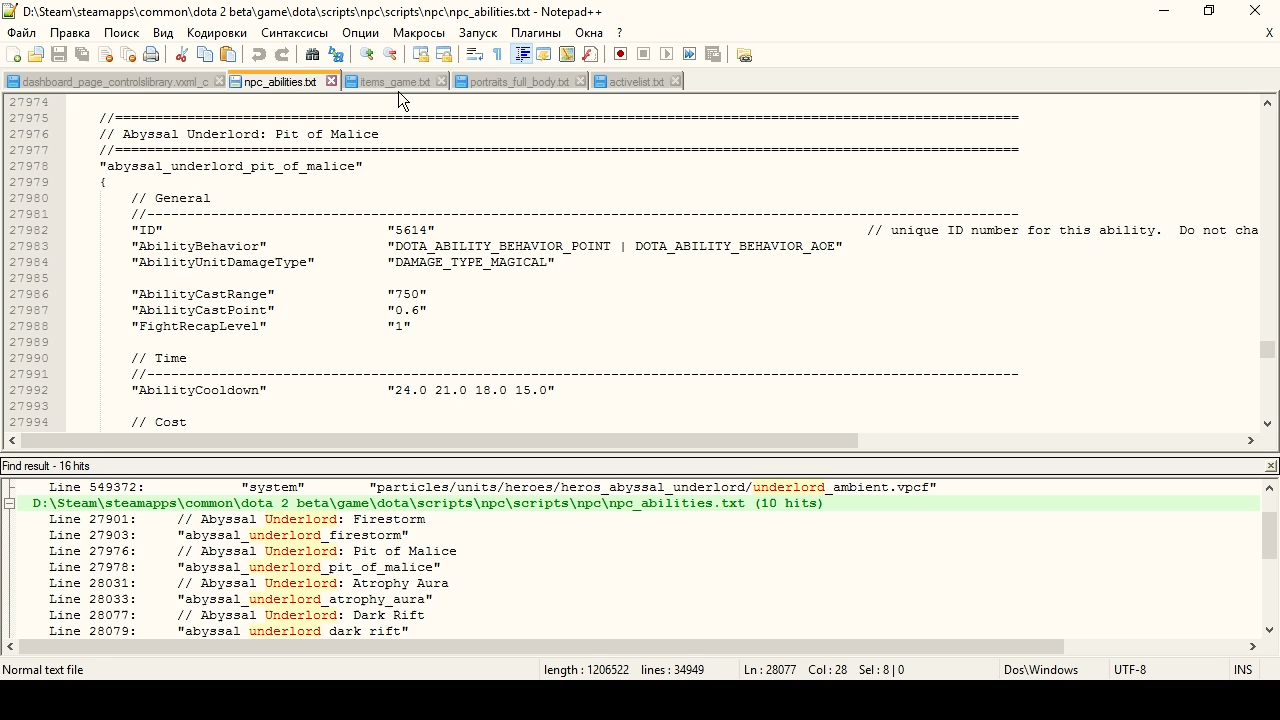 D:\Steam\steamapps\common\dota 2 beta\game\dota\scripts\npc\scripts\npc\npc_abilities.txt - Notepad++
Файл Правка Поиск Вид Кодировки Синтаксисы Опции Макросы Запуск Плагины Окна ? X
dashboard_page_controlslibrary.vxml_c npc_abilities.txt items_game.txt portraits_full_body.txt activelist.txt
27974
27975 //==============================================================================================================
27976 // Abyssal Underlord: Pit of Malice
27977 //==============================================================================================================
27978 "abyssal_underlord_pit_of_malice"
27979 {
27980 // General
27981 //-------------------------------------------------------------------------------------------------------------
27982 "ID" "5614" // unique ID number for this ability. Do not cha
27983 "AbilityBehavior" "DOTA_ABILITY_BEHAVIOR_POINT | DOTA_ABILITY_BEHAVIOR_AOE"
27984 "AbilityUnitDamageType" "DAMAGE_TYPE_MAGICAL"
27985
27986 "AbilityCastRange" "750"
27987 "AbilityCastPoint" "0.6"
27988 "FightRecapLevel" "1"
27989
27990 // Time
27991 //-------------------------------------------------------------------------------------------------------------
27992 "AbilityCooldown" "24.0 21.0 18.0 15.0"
27993
27994 // Cost
Find result - 16 hits
Line 549372: "system" "particles/units/heroes/heros_abyssal_underlord/underlord_ambient.vpcf"
D:\Steam\steamapps\common\dota 2 beta\game\dota\scripts\npc\scripts\npc\npc_abilities.txt (10 hits)
Line 27901: // Abyssal Underlord: Firestorm
Line 27903: "abyssal_underlord_firestorm"
Line 27976: // Abyssal Underlord: Pit of Malice
Line 27978: "abyssal_underlord_pit_of_malice"
Line 28031: // Abyssal Underlord: Atrophy Aura
Line 28033: "abyssal_underlord_atrophy_aura"
Line 28077: // Abyssal Underlord: Dark Rift
Line 28079: "abyssal_underlord_dark_rift"
Normal text file length : 1206522 lines : 34949 Ln : 28077 Col : 28 Sel : 8 | 0 Dos\Windows UTF-8 INS